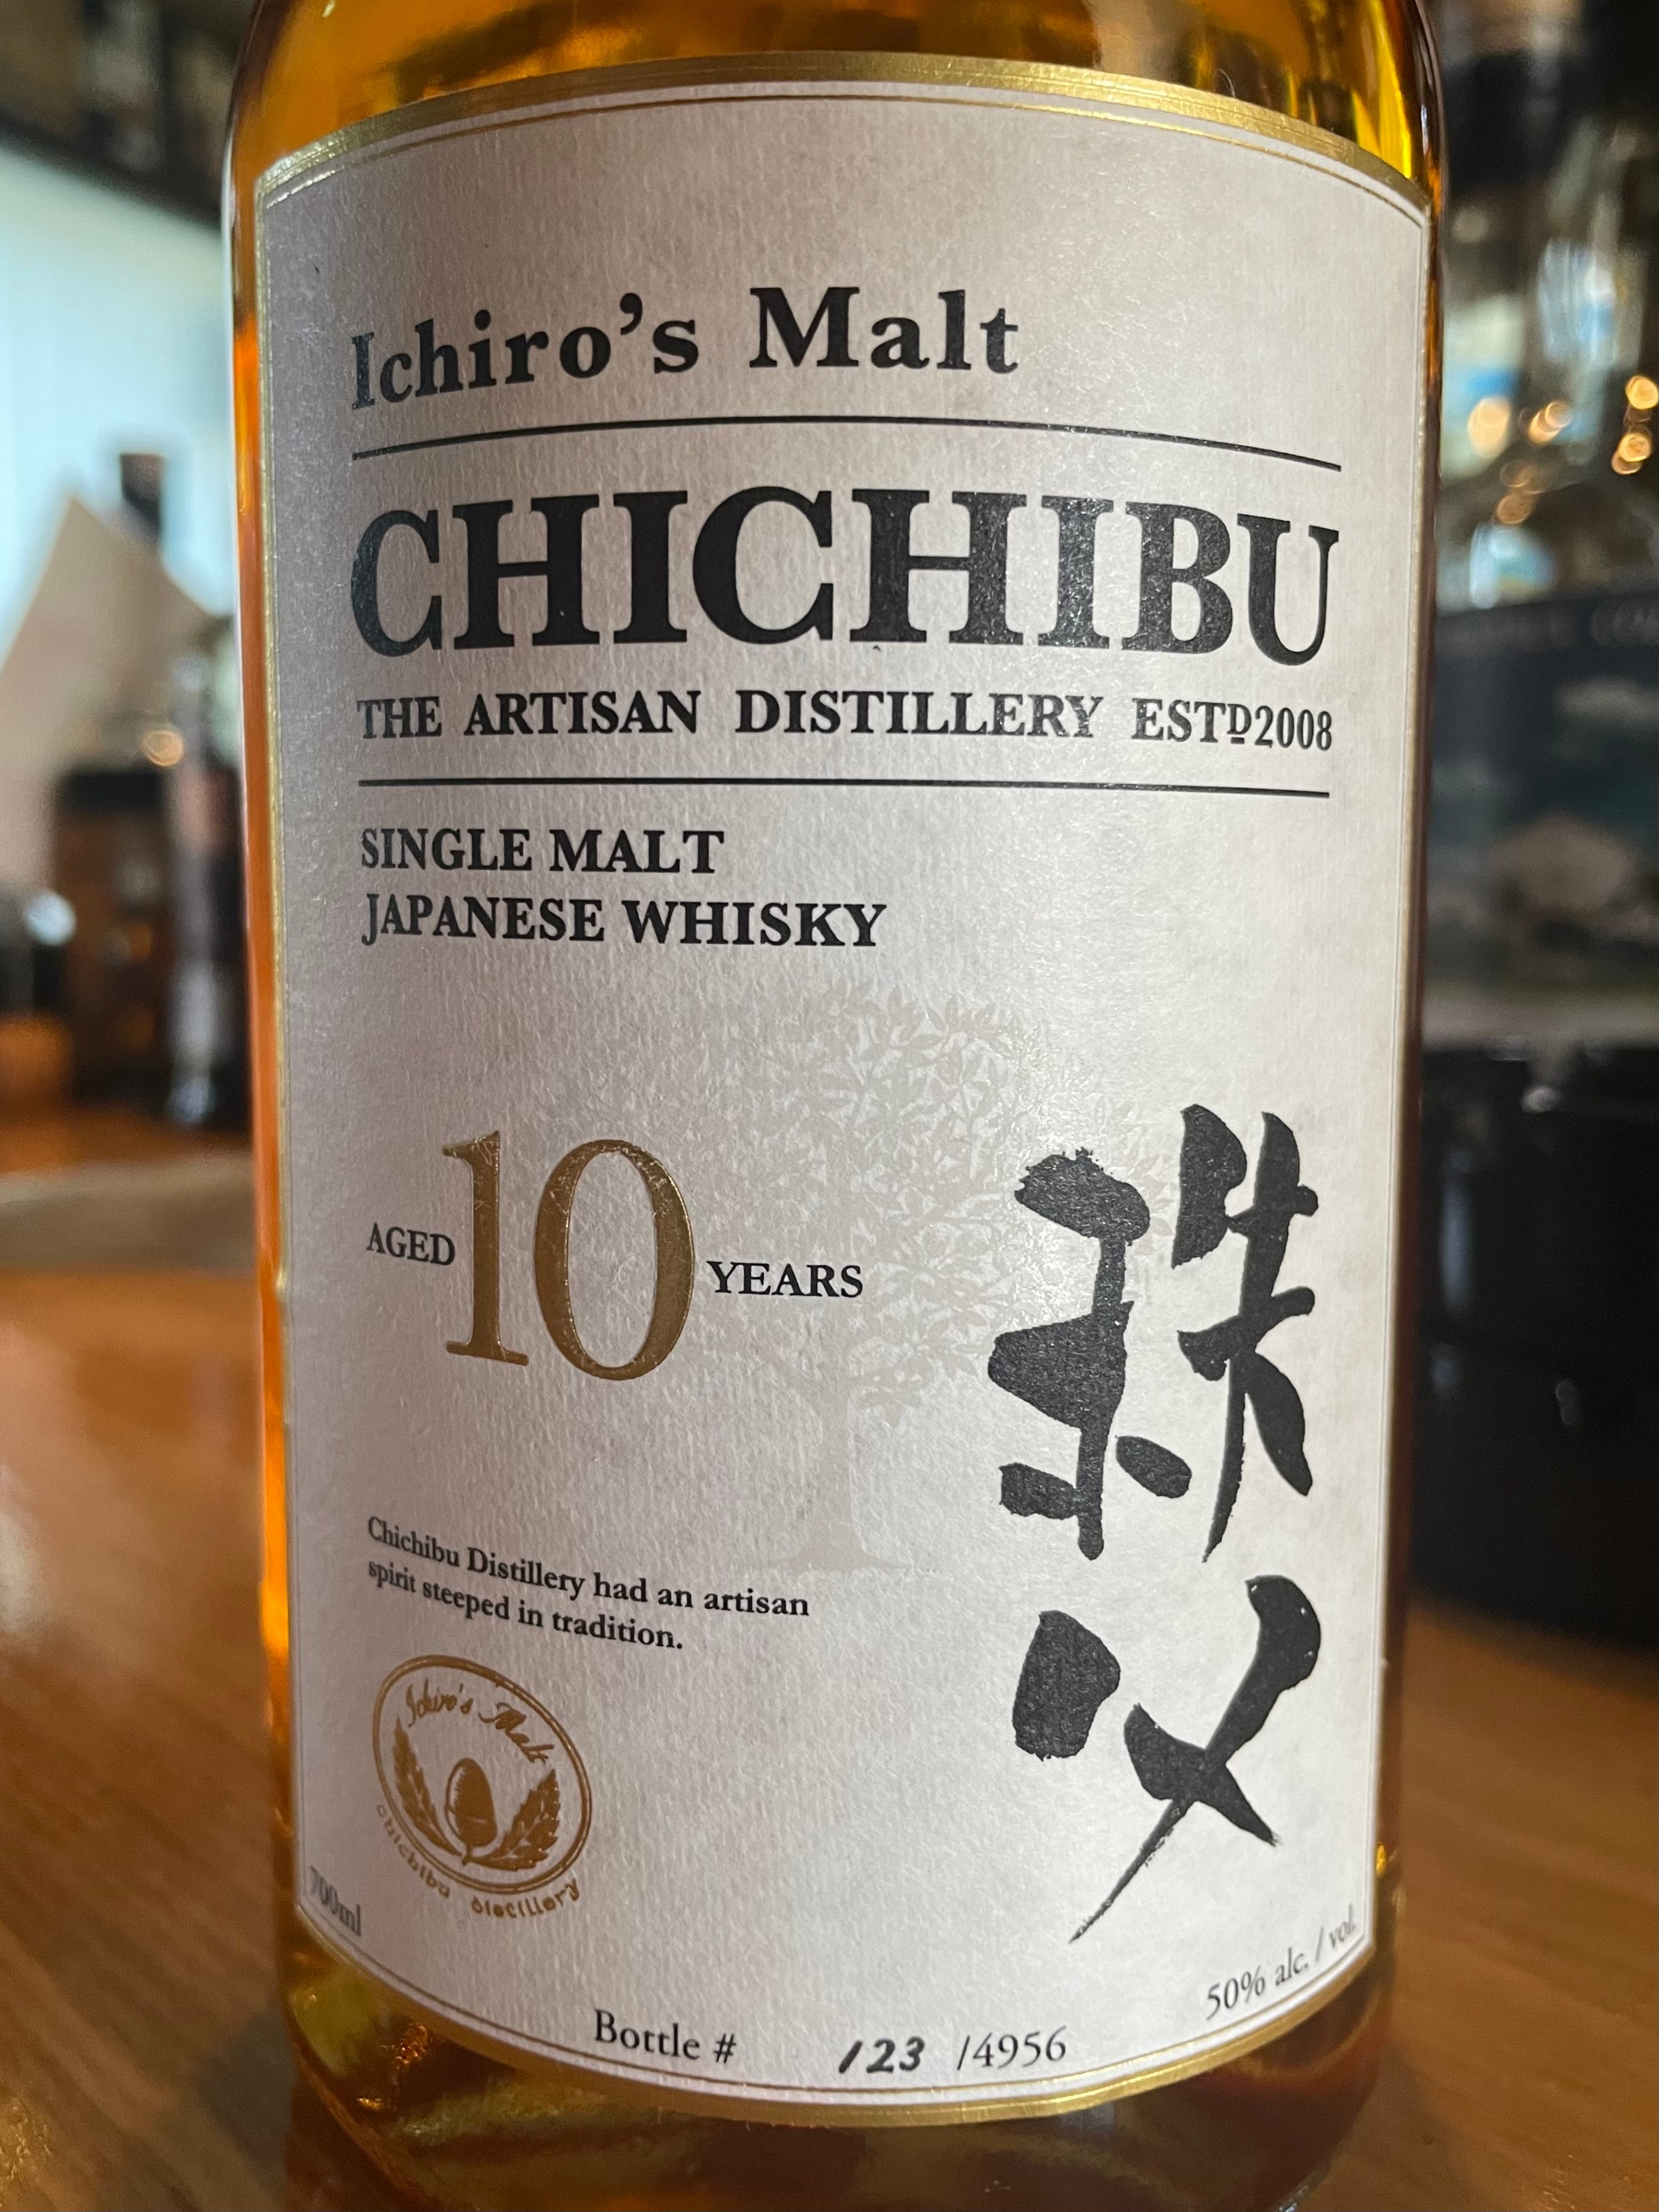 Ichiro's Malt
CHICHIBU
THE ARTISAN DISTILLERY ESTD2008
SINGLE MALT
JAPANESE WHISKY
AGED 10 YEARS
秩父
Chichibu Distillery had an artisan
spirit steeped in tradition.
Ichiro's Malt
chichibu distillery
700ml
50% alc. / vol.
Bottle # 123 /4956